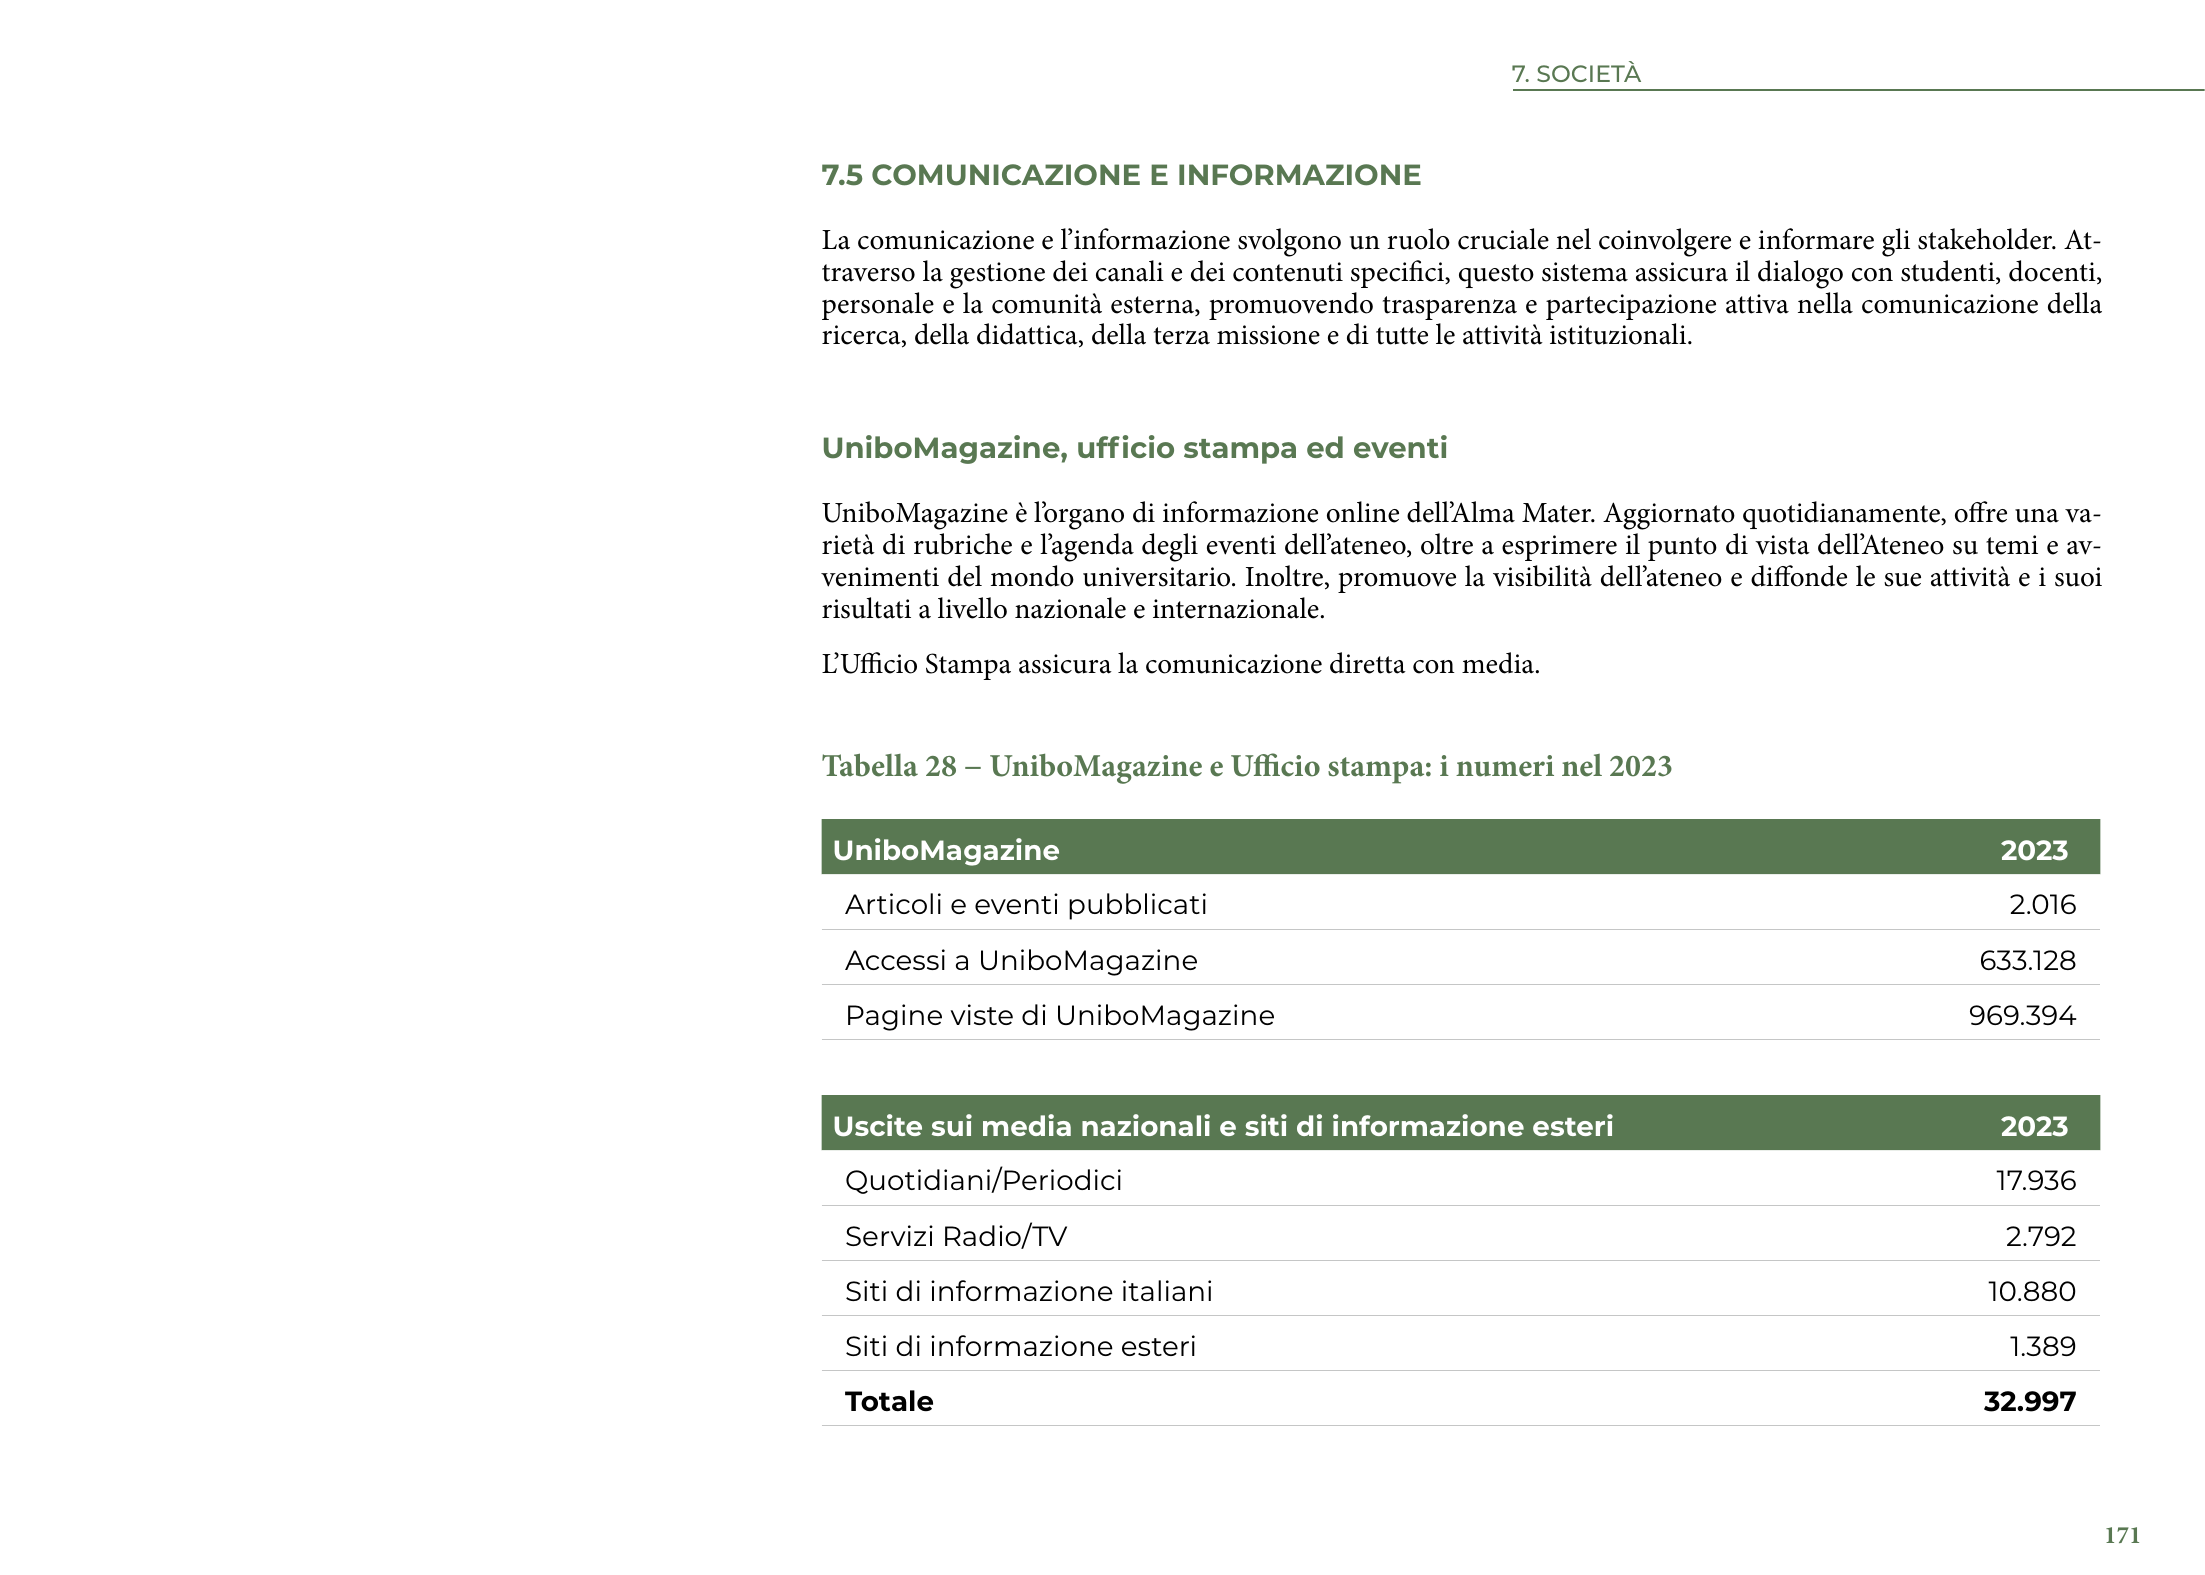 7. SOCIETÀ
7.5 COMUNICAZIONE E INFORMAZIONE
La comunicazione e l’informazione svolgono un ruolo cruciale nel coinvolgere e informare gli stakeholder. At-
traverso la gestione dei canali e dei contenuti specifici, questo sistema assicura il dialogo con studenti, docenti,
personale e la comunità esterna, promuovendo trasparenza e partecipazione attiva nella comunicazione della
ricerca, della didattica, della terza missione e di tutte le attività istituzionali.
UniboMagazine, ufficio stampa ed eventi
UniboMagazine è l’organo di informazione online dell’Alma Mater. Aggiornato quotidianamente, offre una va-
rietà di rubriche e l’agenda degli eventi dell’ateneo, oltre a esprimere il punto di vista dell’Ateneo su temi e av-
venimenti del mondo universitario. Inoltre, promuove la visibilità dell’ateneo e diffonde le sue attività e i suoi
risultati a livello nazionale e internazionale.
L’Ufficio Stampa assicura la comunicazione diretta con media.
Tabella 28 – UniboMagazine e Ufficio stampa: i numeri nel 2023
UniboMagazine 2023
Articoli e eventi pubblicati 2.016
Accessi a UniboMagazine 633.128
Pagine viste di UniboMagazine 969.394
Uscite sui media nazionali e siti di informazione esteri 2023
Quotidiani/Periodici 17.936
Servizi Radio/TV 2.792
Siti di informazione italiani 10.880
Siti di informazione esteri 1.389
Totale 32.997
171